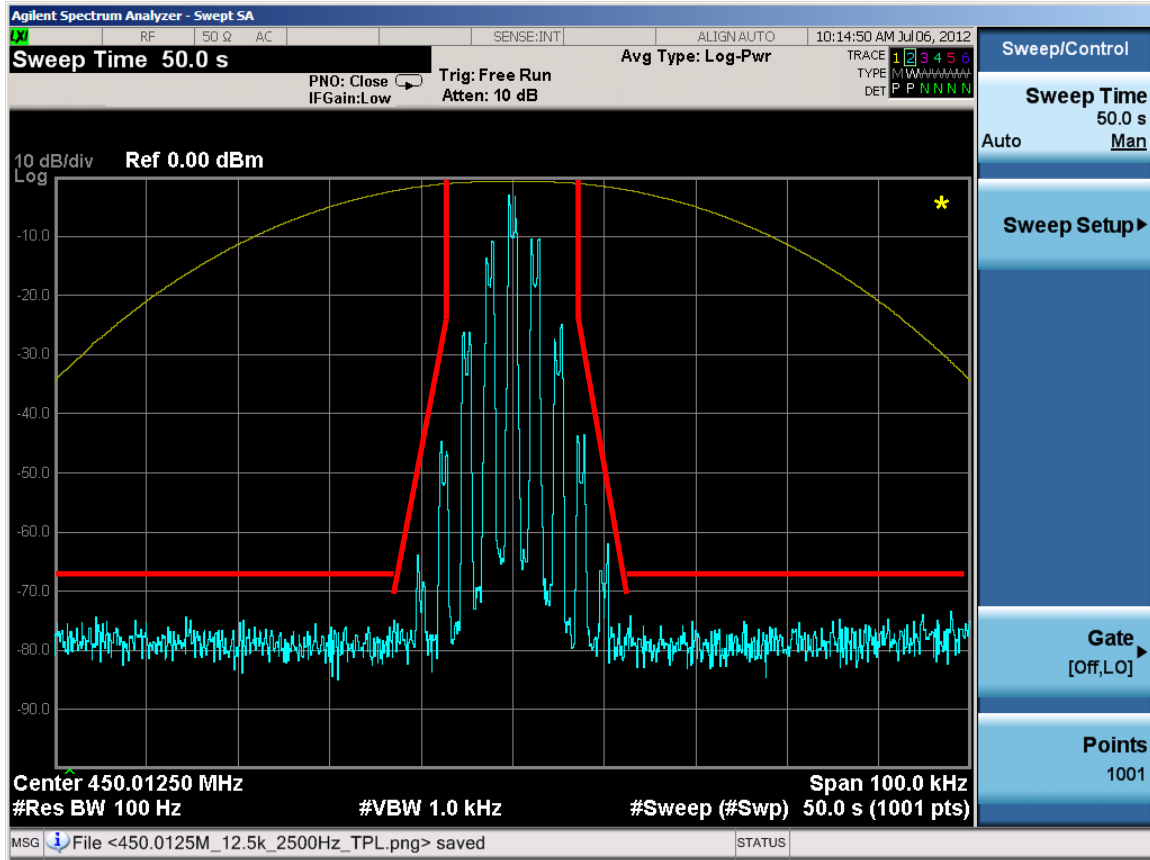 Agilent Spectrum Analyzer - Swept SA
LXI RF 50 Ω AC SENSE:INT ALIGN AUTO 10:14:50 AM Jul 06, 2012
Sweep Time 50.0 s
PNO: Close
IFGain:Low
Trig: Free Run
Atten: 10 dB
Avg Type: Log-Pwr
TRACE 1 2 3 4 5 6
TYPE M W W W W W
DET P P N N N N
10 dB/div Ref 0.00 dBm
Log
*
-10.0
-20.0
-30.0
-40.0
-50.0
-60.0
-70.0
-80.0
-90.0
Center 450.01250 MHz Span 100.0 kHz
#Res BW 100 Hz #VBW 1.0 kHz #Sweep (#Swp) 50.0 s (1001 pts)
MSG File <450.0125M_12.5k_2500Hz_TPL.png> saved STATUS
Sweep/Control
Sweep Time
50.0 s
Auto Man
Sweep Setup
Gate
[Off,LO]
Points
1001